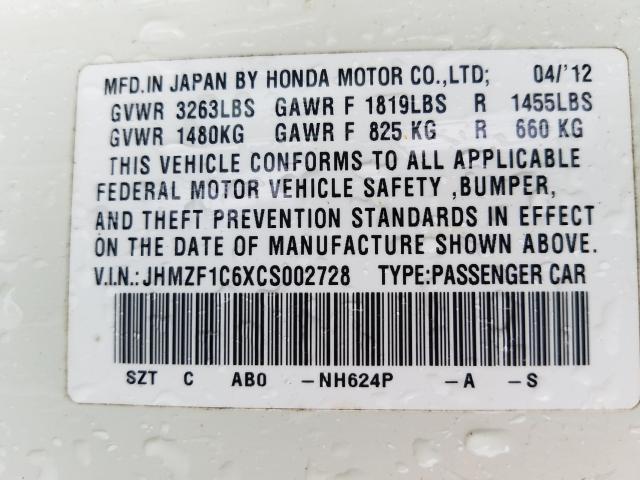 MFD.IN JAPAN BY HONDA MOTOR CO.,LTD; 04/'12
GVWR 3263LBS GAWR F 1819LBS R 1455LBS
GVWR 1480KG GAWR F 825 KG R 660 KG
THIS VEHICLE CONFORMS TO ALL APPLICABLE
FEDERAL MOTOR VEHICLE SAFETY ,BUMPER,
AND THEFT PREVENTION STANDARDS IN EFFECT
ON THE DATE OF MANUFACTURE SHOWN ABOVE.
V.I.N.: JHMZF1C6XCS002728 TYPE:PASSENGER CAR
SZT C AB0 -NH624P -A -S